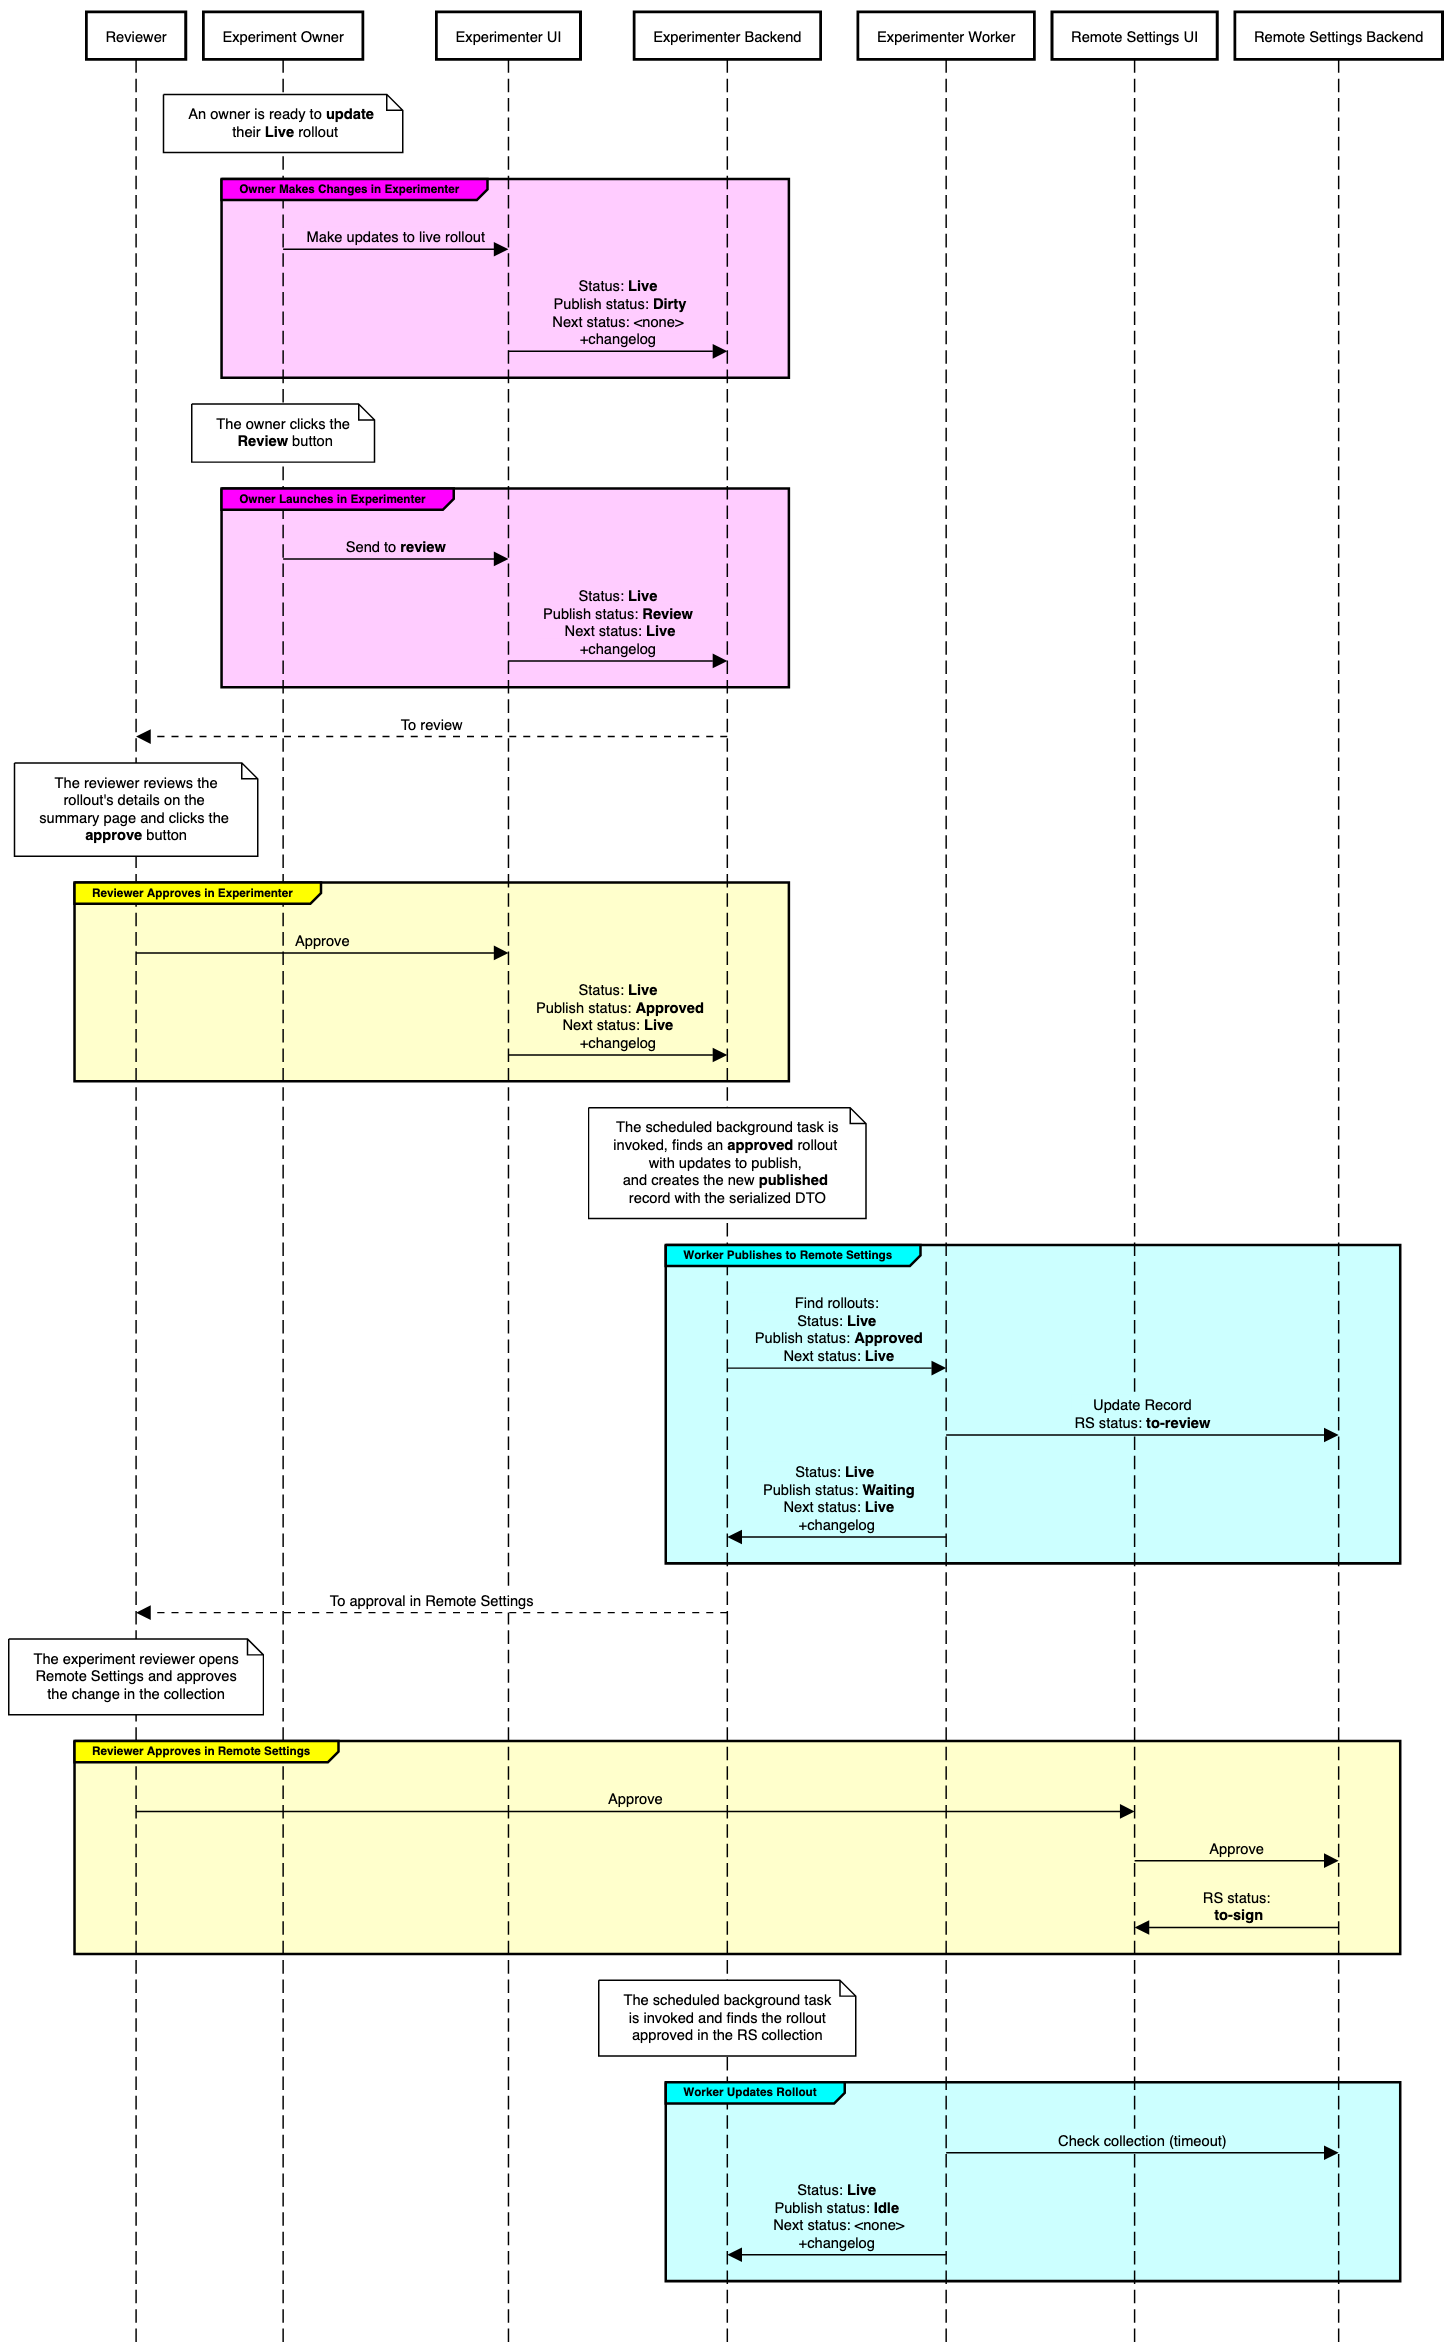 Reviewer
Experiment Owner
Experimenter UI
Experimenter Backend
Experimenter Worker
Remote Settings UI
Remote Settings Backend
An owner is ready to update
their Live rollout
Owner Makes Changes in Experimenter
Make updates to live rollout
Status: Live
Publish status: Dirty
Next status: <none>
+changelog
The owner clicks the
Review button
Owner Launches in Experimenter
Send to review
Status: Live
Publish status: Review
Next status: Live
+changelog
To review
The reviewer reviews the
rollout's details on the
summary page and clicks the
approve button
Reviewer Approves in Experimenter
Approve
Status: Live
Publish status: Approved
Next status: Live
+changelog
The scheduled background task is
invoked, finds an approved rollout
with updates to publish,
and creates the new published
record with the serialized DTO
Worker Publishes to Remote Settings
Find rollouts:
Status: Live
Publish status: Approved
Next status: Live
Update Record
RS status: to-review
Status: Live
Publish status: Waiting
Next status: Live
+changelog
To approval in Remote Settings
The experiment reviewer opens
Remote Settings and approves
the change in the collection
Reviewer Approves in Remote Settings
Approve
Approve
RS status:
to-sign
The scheduled background task
is invoked and finds the rollout
approved in the RS collection
Worker Updates Rollout
Check collection (timeout)
Status: Live
Publish status: Idle
Next status: <none>
+changelog